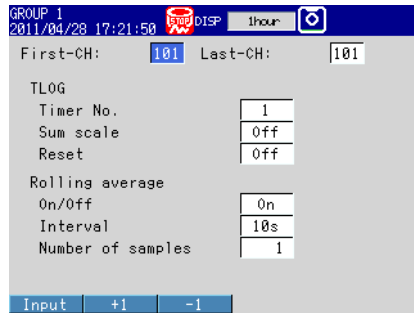 GROUP 1
2011/04/28 17:21:50 STOP DISP 1hour
First-CH: 101 Last-CH: 101
TLOG
Timer No. 1
Sum scale Off
Reset Off
Rolling average
On/Off On
Interval 10s
Number of samples 1
Input +1 -1